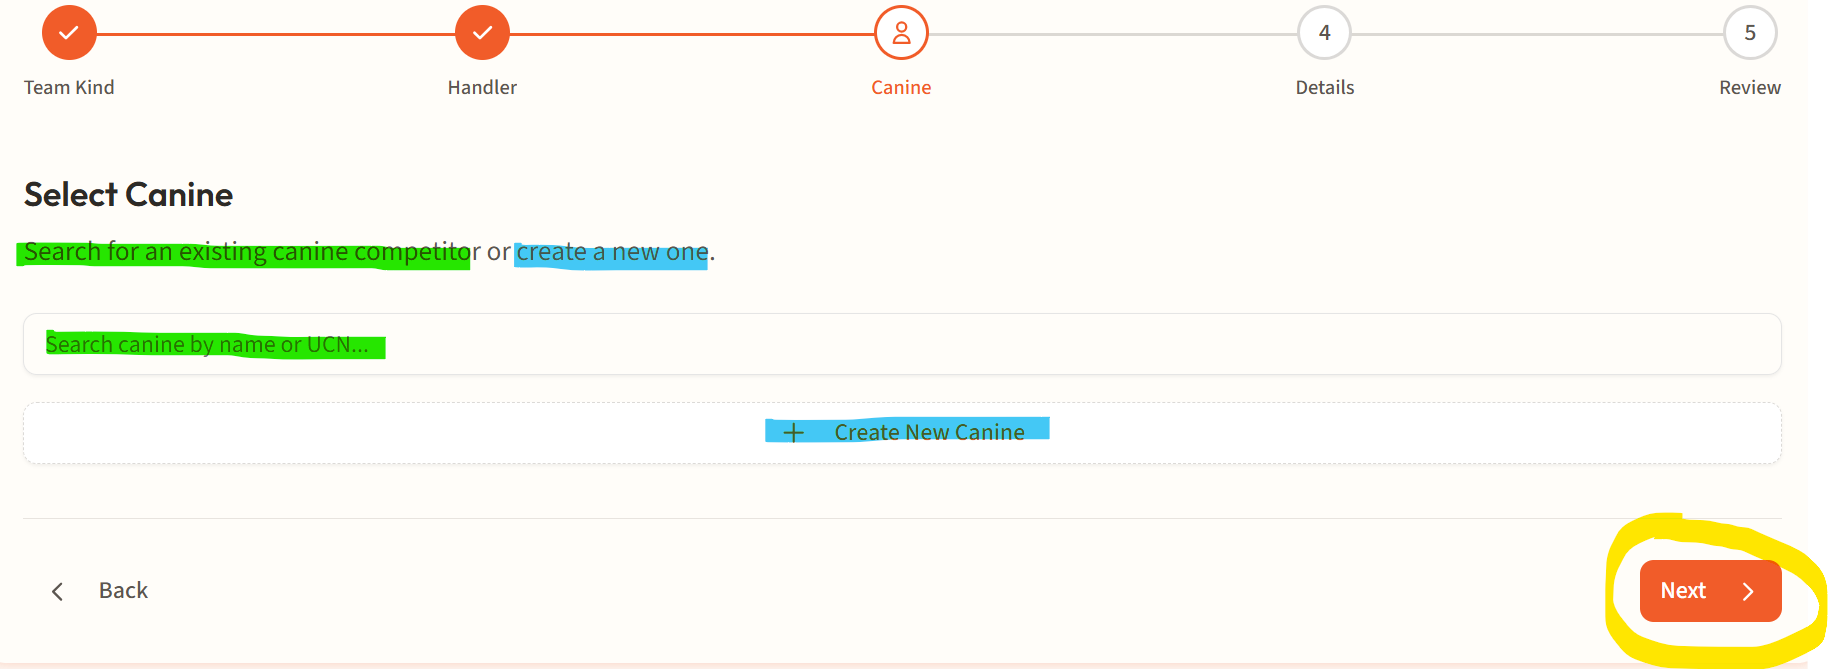 4 5
Team Kind Handler Canine Details Review
Select Canine
Search for an existing canine competitor or create a new one.
Search canine by name or UCN...
+ Create New Canine
Back Next